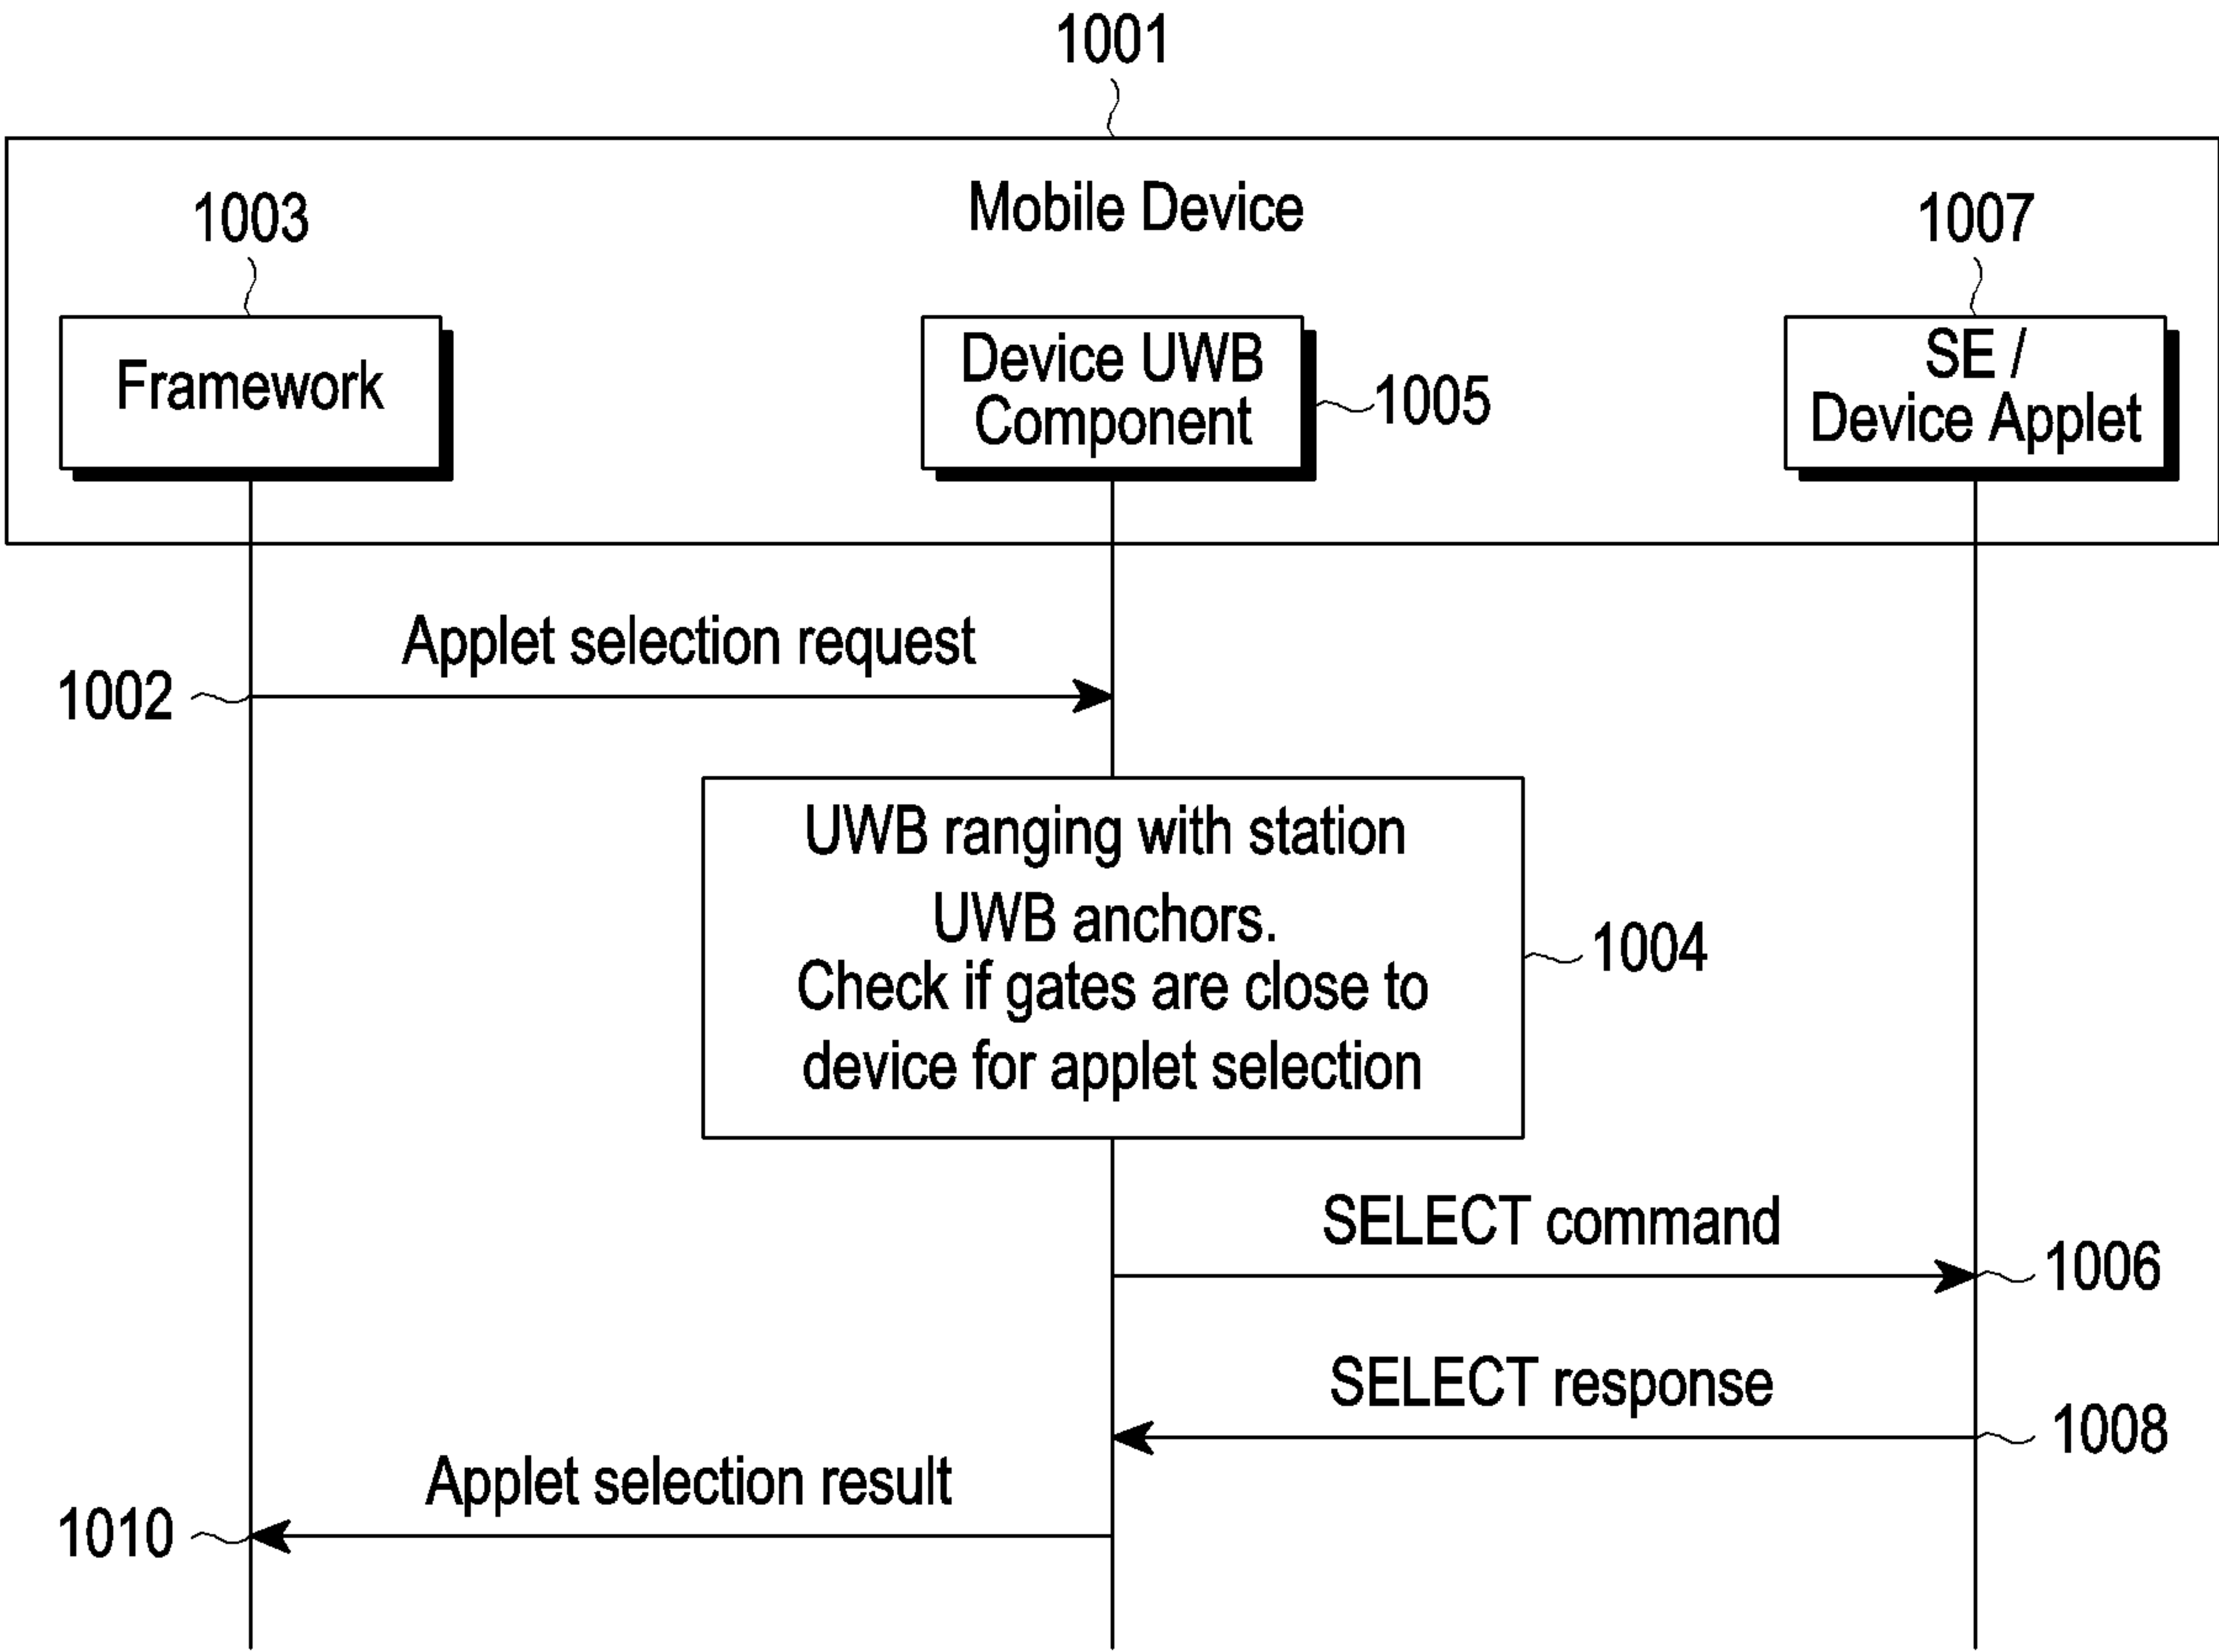 1001
Mobile Device
1003
1007
Framework
Device UWB
Component
1005
SE /
Device Applet
Applet selection request
1002
UWB ranging with station
UWB anchors.
Check if gates are close to
device for applet selection
1004
SELECT command
1006
SELECT response
1008
Applet selection result
1010